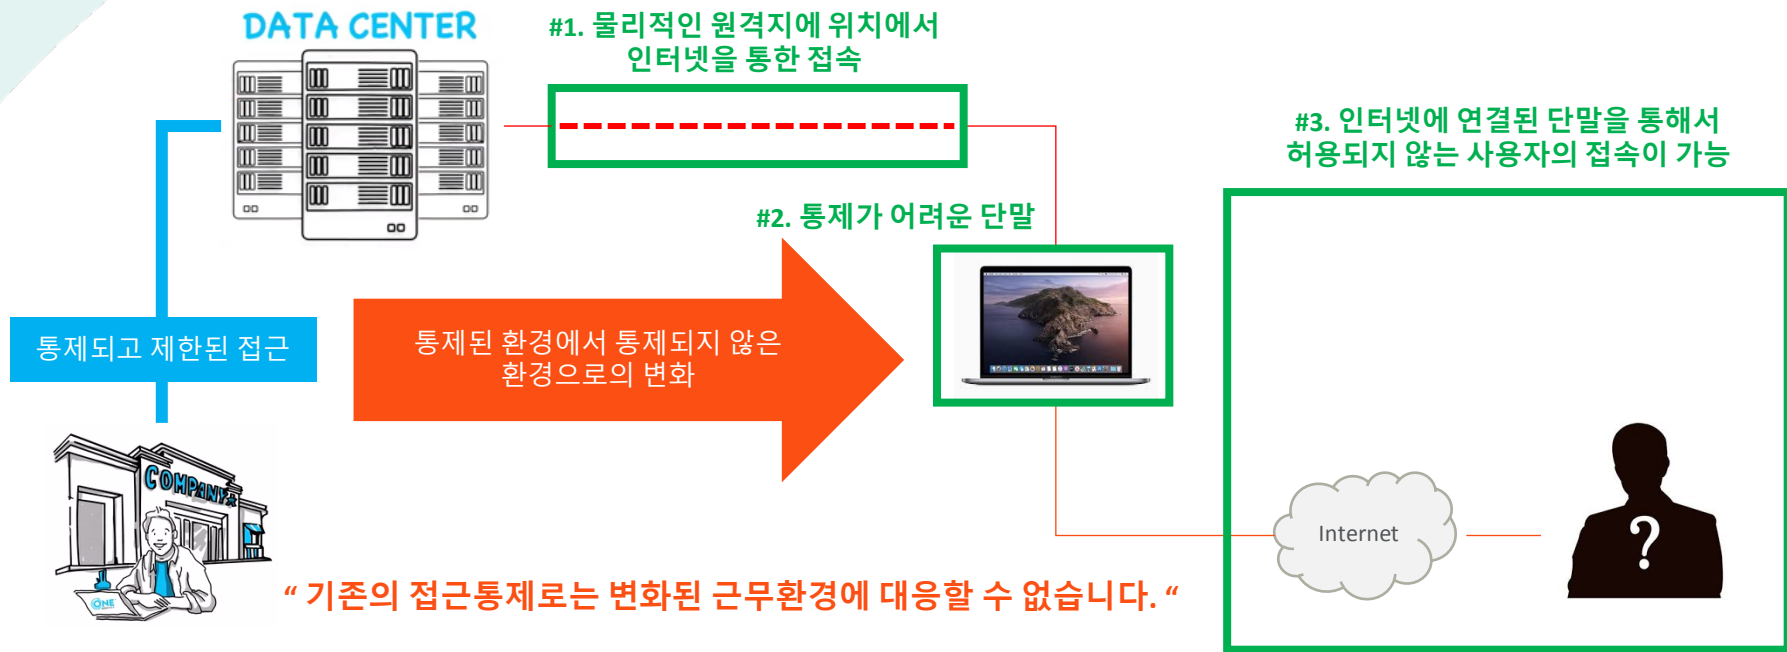 DATA CENTER
#1. 물리적인 원격지에 위치에서
인터넷을 통한 접속
#3. 인터넷에 연결된 단말을 통해서
허용되지 않는 사용자의 접속이 가능
#2. 통제가 어려운 단말
통제되고 제한된 접근
통제된 환경에서 통제되지 않은
환경으로의 변화
COMPANY
Internet
?
ONE
“ 기존의 접근통제로는 변화된 근무환경에 대응할 수 없습니다. “